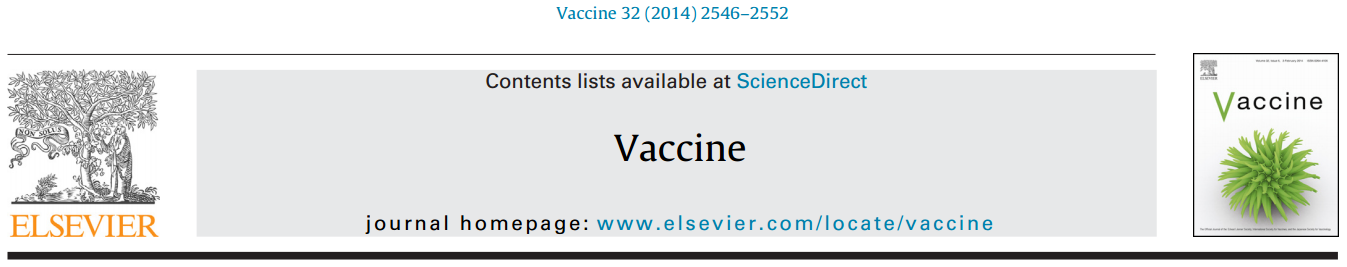 Vaccine 32 (2014) 2546–2552
Contents lists available at ScienceDirect
Vaccine
journal homepage: www.elsevier.com/locate/vaccine
NON SOLUS
ELSEVIER
ELSEVIER
Vaccine